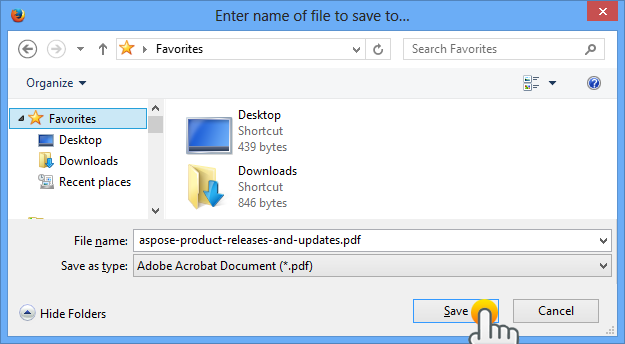 Enter name of file to save to...
Favorites
Search Favorites
Organize
Favorites
Desktop
Downloads
Recent places
Desktop
Shortcut
439 bytes
Downloads
Shortcut
846 bytes
File name: aspose-product-releases-and-updates.pdf
Save as type: Adobe Acrobat Document (*.pdf)
Hide Folders
Save
Cancel